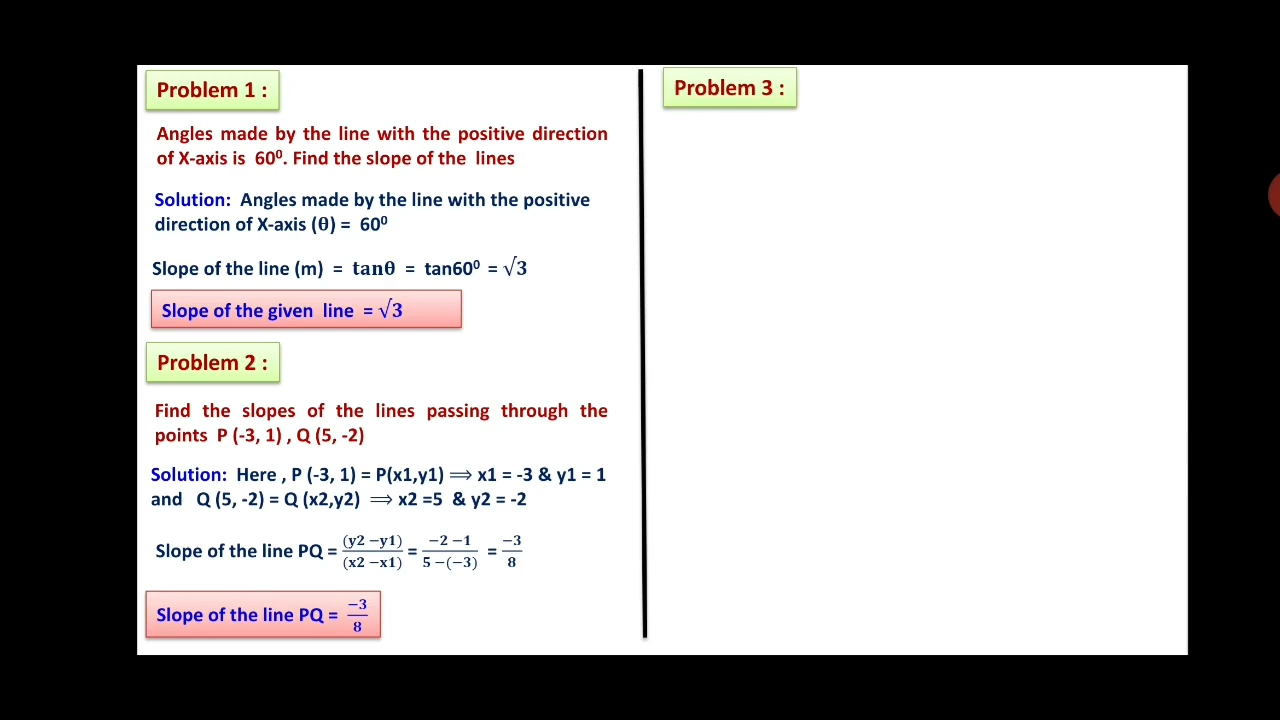 Problem 1 :
Angles made by the line with the positive direction
of X-axis is 60⁰. Find the slope of the lines
Solution: Angles made by the line with the positive
direction of X-axis (θ) = 60⁰
Slope of the line (m) = tanθ = tan60⁰ = √3
Slope of the given line = √3
Problem 2 :
Find the slopes of the lines passing through the
points P (-3, 1) , Q (5, -2)
Solution: Here , P (-3, 1) = P(x1,y1) ⟹ x1 = -3 & y1 = 1
and Q (5, -2) = Q (x2,y2) ⟹ x2 =5 & y2 = -2
Slope of the line PQ = (y2 −y1)/(x2 −x1) = −2 −1/5 −(−3) = −3/8
Slope of the line PQ = −3/8
Problem 3 :